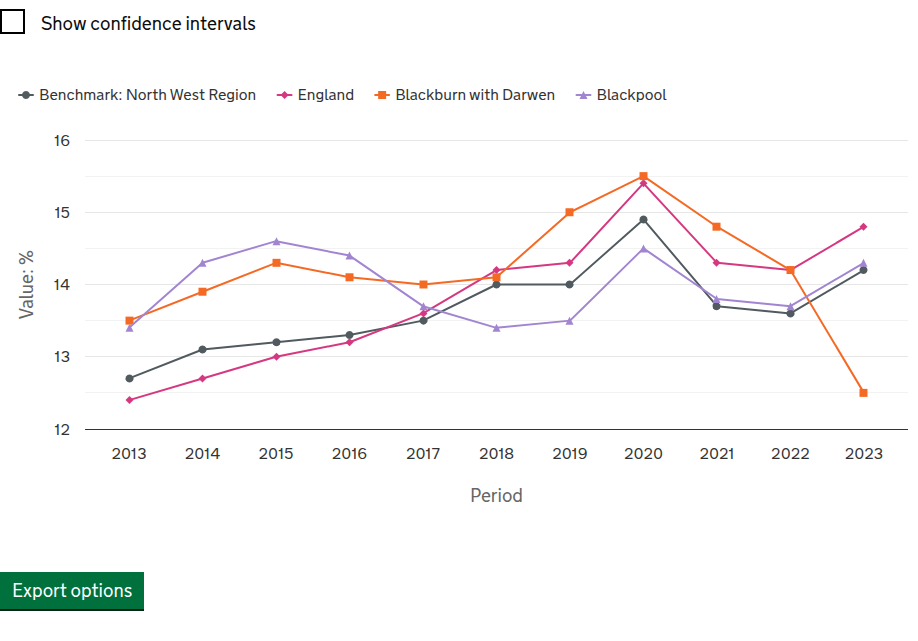 Show confidence intervals
Benchmark: North West Region England Blackburn with Darwen Blackpool
16
15
14
13
12
Value: %
2013 2014 2015 2016 2017 2018 2019 2020 2021 2022 2023
Period
Export options